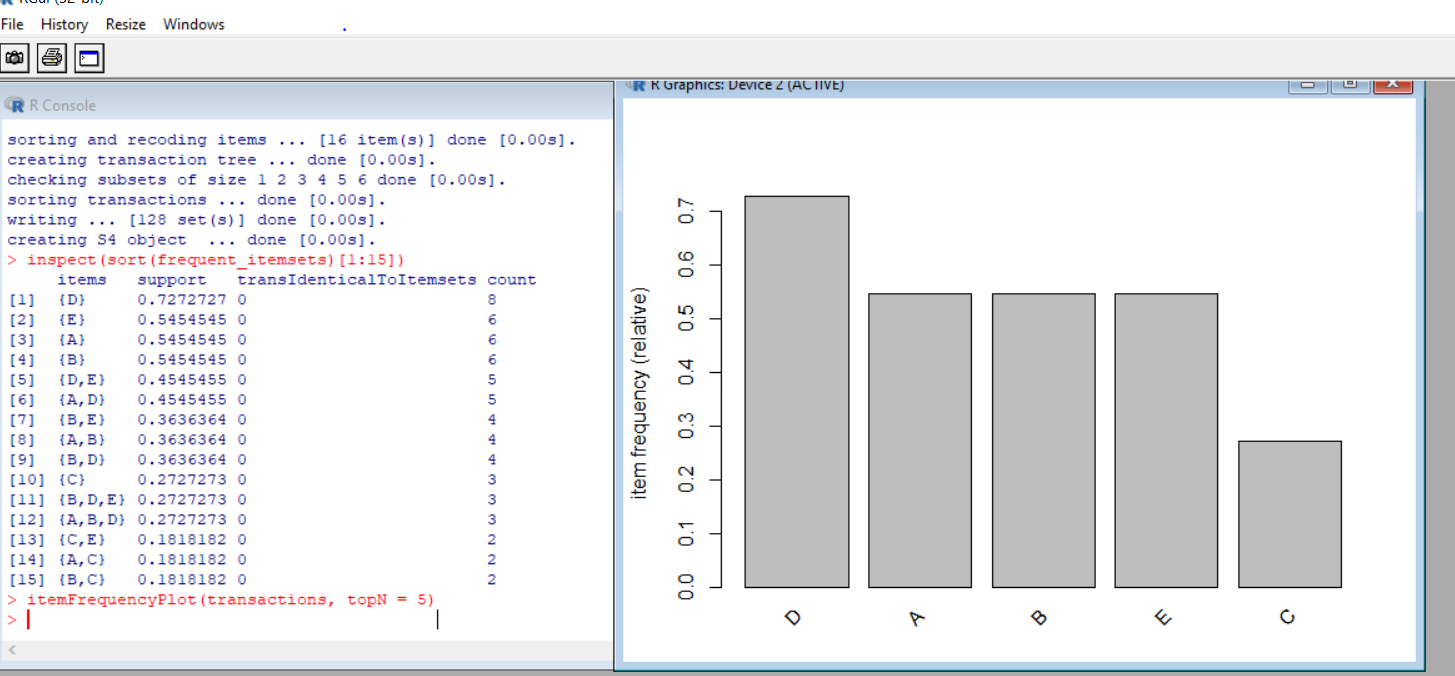 RGui (32-bit)
File History Resize Windows
R Console
sorting and recoding items ... [16 item(s)] done [0.00s].
creating transaction tree ... done [0.00s].
checking subsets of size 1 2 3 4 5 6 done [0.00s].
sorting transactions ... done [0.00s].
writing ... [128 set(s)] done [0.00s].
creating S4 object  ... done [0.00s].
> inspect(sort(frequent_itemsets)[1:15])
     items   support   transIdenticalToItemsets count
[1]  {D}     0.7272727 0                        8
[2]  {E}     0.5454545 0                        6
[3]  {A}     0.5454545 0                        6
[4]  {B}     0.5454545 0                        6
[5]  {D,E}   0.4545455 0                        5
[6]  {A,D}   0.4545455 0                        5
[7]  {B,E}   0.3636364 0                        4
[8]  {A,B}   0.3636364 0                        4
[9]  {B,D}   0.3636364 0                        4
[10] {C}     0.2727273 0                        3
[11] {B,D,E} 0.2727273 0                        3
[12] {A,B,D} 0.2727273 0                        3
[13] {C,E}   0.1818182 0                        2
[14] {A,C}   0.1818182 0                        2
[15] {B,C}   0.1818182 0                        2
> itemFrequencyPlot(transactions, topN = 5)
>
R Graphics: Device 2 (ACTIVE)
item frequency (relative)
0.7
0.6
0.5
0.4
0.3
0.2
0.1
0.0
D A B E C